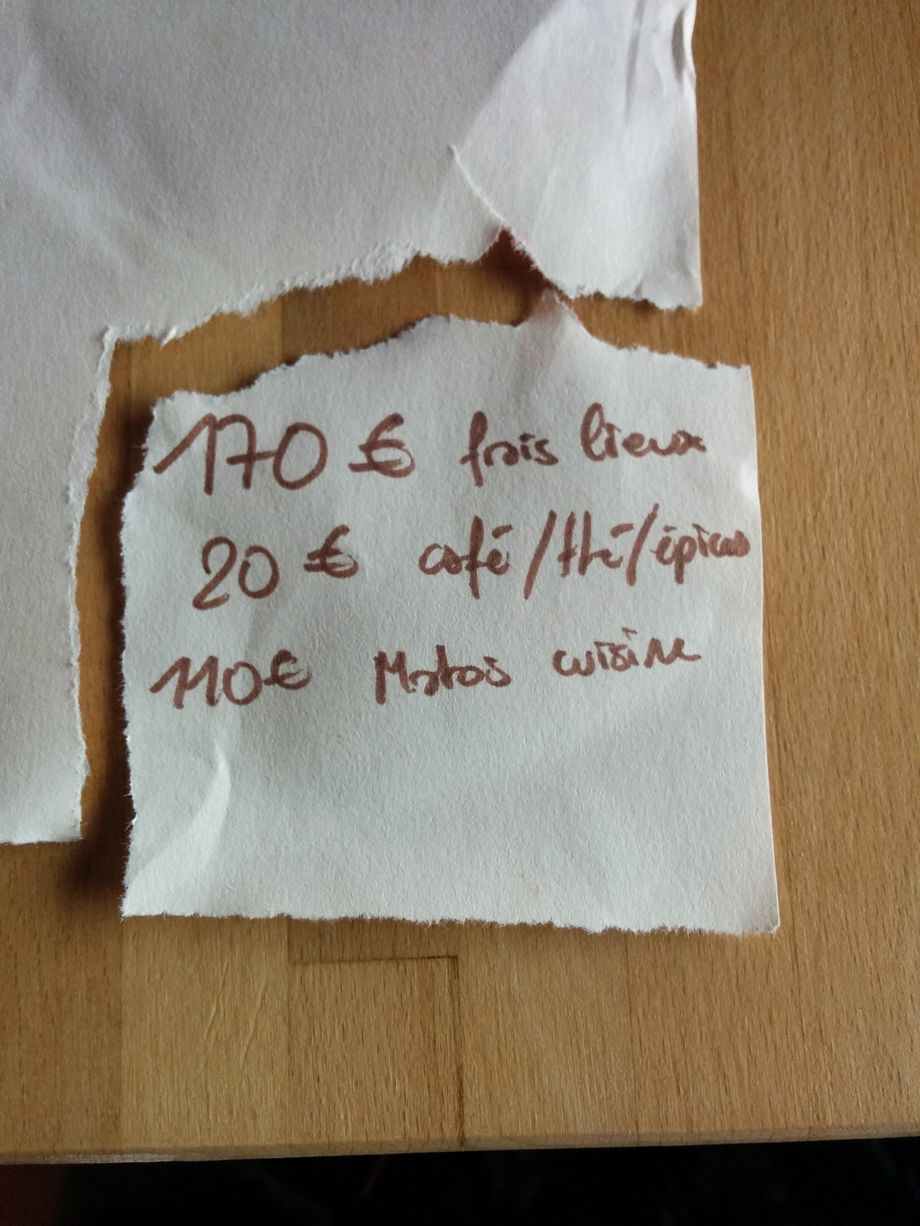 170 € frais lieux
20 € café/thé/épices
110€ Matos cuisine